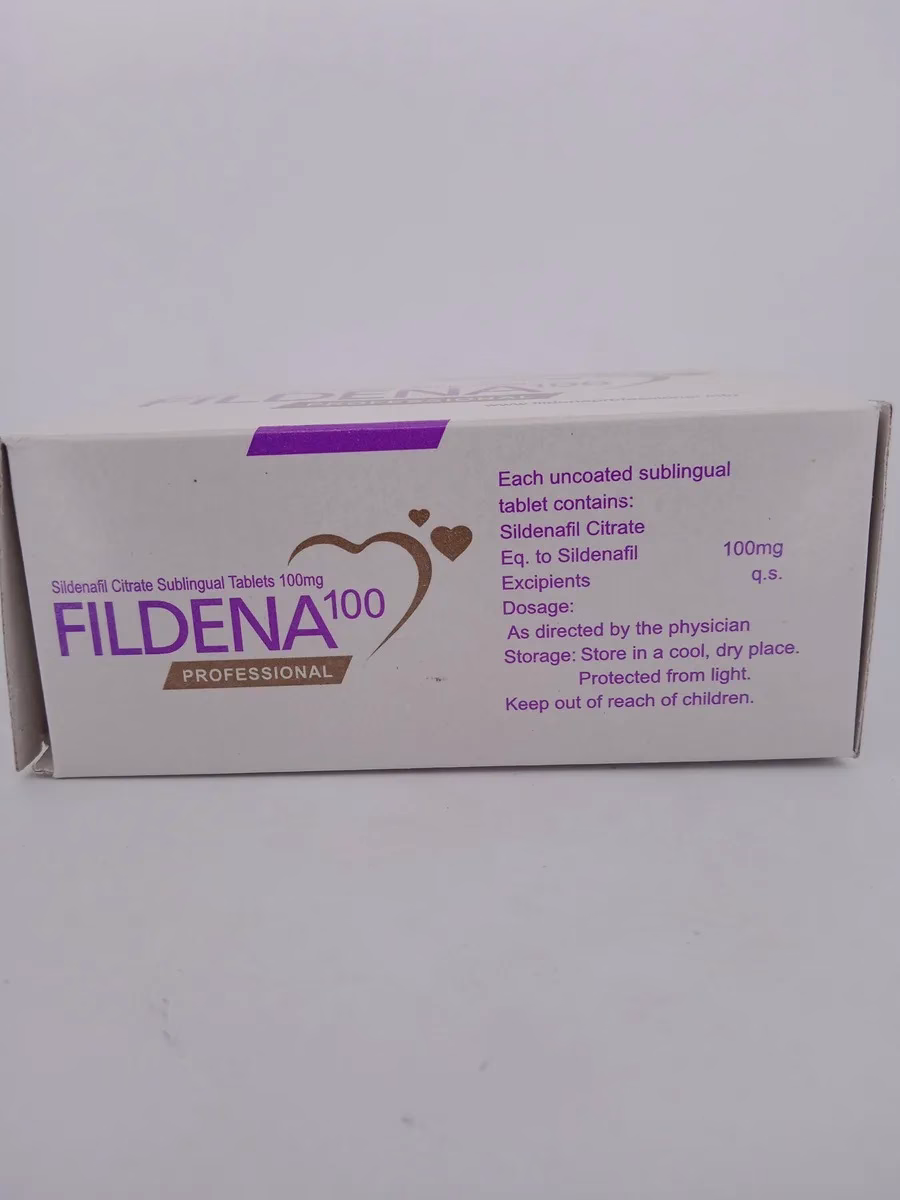 FILDENA100
Sildenafil Citrate Sublingual Tablets 100mg
FILDENA100
PROFESSIONAL
Each uncoated sublingual
tablet contains:
Sildenafil Citrate
Eq. to Sildenafil 100mg
Excipients q.s.
Dosage:
As directed by the physician
Storage: Store in a cool, dry place.
Protected from light.
Keep out of reach of children.